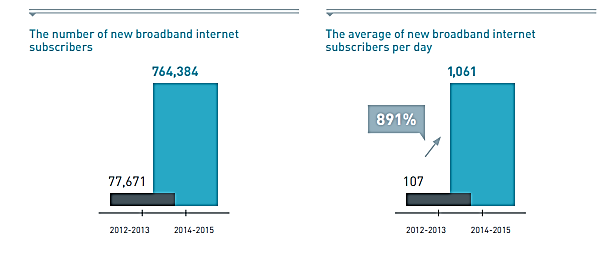 The number of new broadband internet
subscribers
764,384
77,671
2012-2013
2014-2015
The average of new broadband internet
subscribers per day
1,061
891%
107
2012-2013
2014-2015